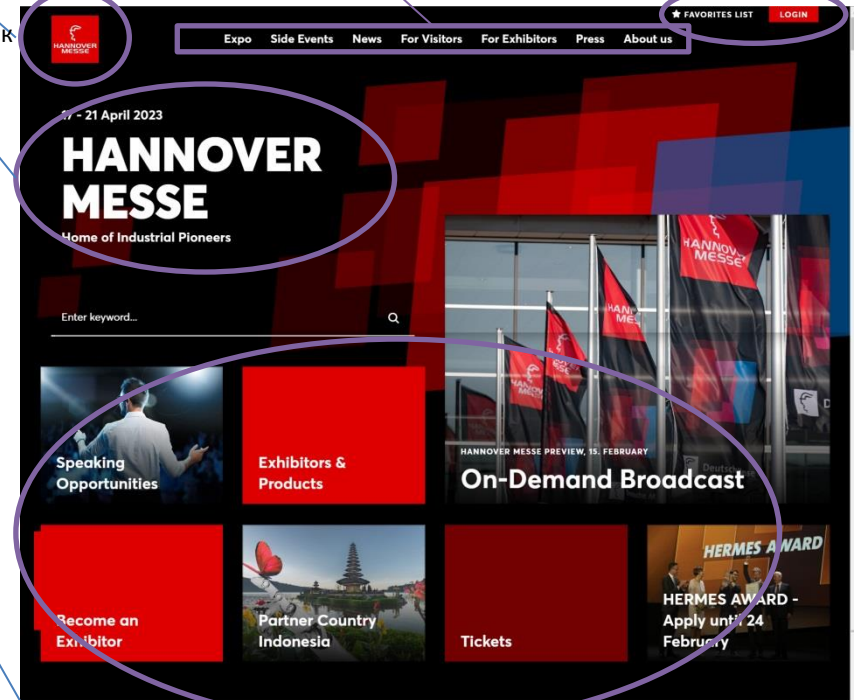 R
★ FAVORITES LIST LOGIN
HANNOVER
MESSE
Expo Side Events News For Visitors For Exhibitors Press About us
17 - 21 April 2023
HANNOVER
MESSE
Home of Industrial Pioneers
Enter keyword...
HANNOVER
MESSE
HANNOVER MESSE PREVIEW, 15. FEBRUARY
On-Demand Broadcast
Speaking
Opportunities
Exhibitors &
Products
HERMES AWARD
Become an
Exhibitor
Partner Country
Indonesia
Tickets
HERMES AWARD -
Apply until 24
February